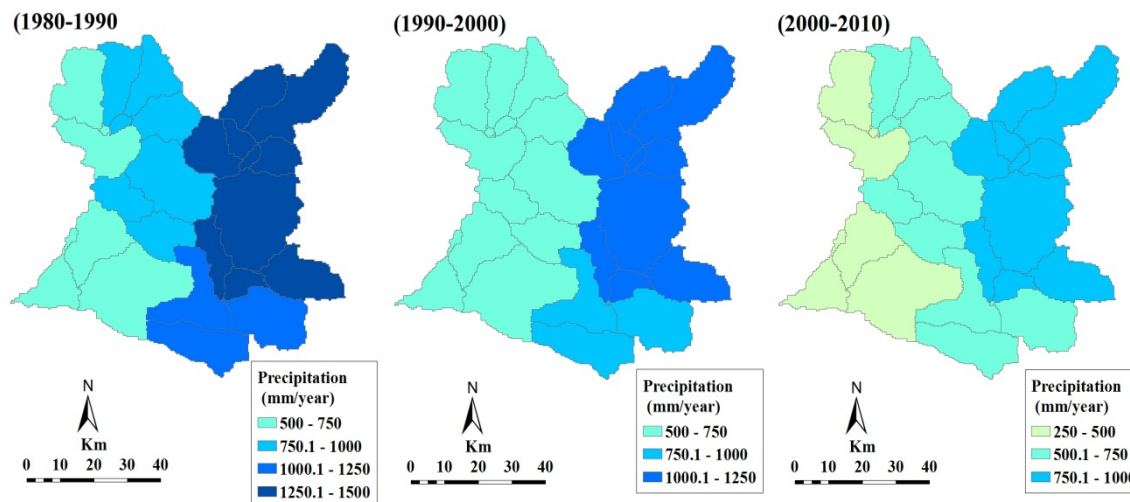 (1980-1990
N
Km
0 10 20 30 40
Precipitation
(mm/year)
500 - 750
750.1 - 1000
1000.1 - 1250
1250.1 - 1500
(1990-2000)
N
Km
0 10 20 30 40
Precipitation
(mm/year)
500 - 750
750.1 - 1000
1000.1 - 1250
(2000-2010)
N
Km
0 10 20 30 40
Precipitation
(mm/year)
250 - 500
500.1 - 750
750.1 - 1000